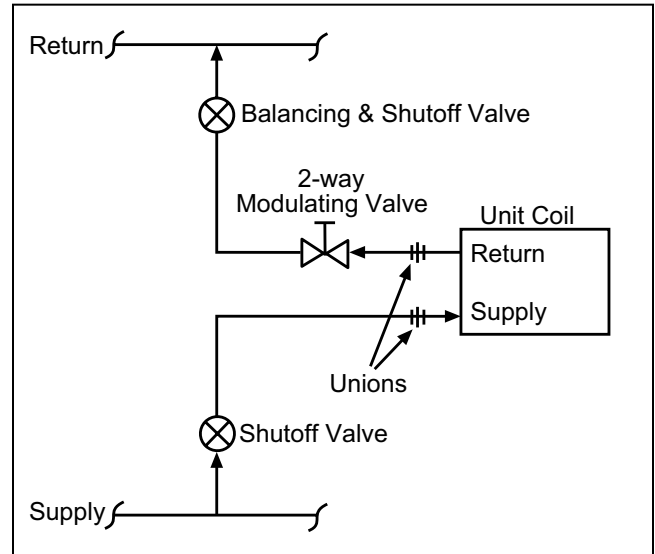 Return
Balancing & Shutoff Valve
2-way
Modulating Valve
Unit Coil
Return
Supply
Unions
Shutoff Valve
Supply